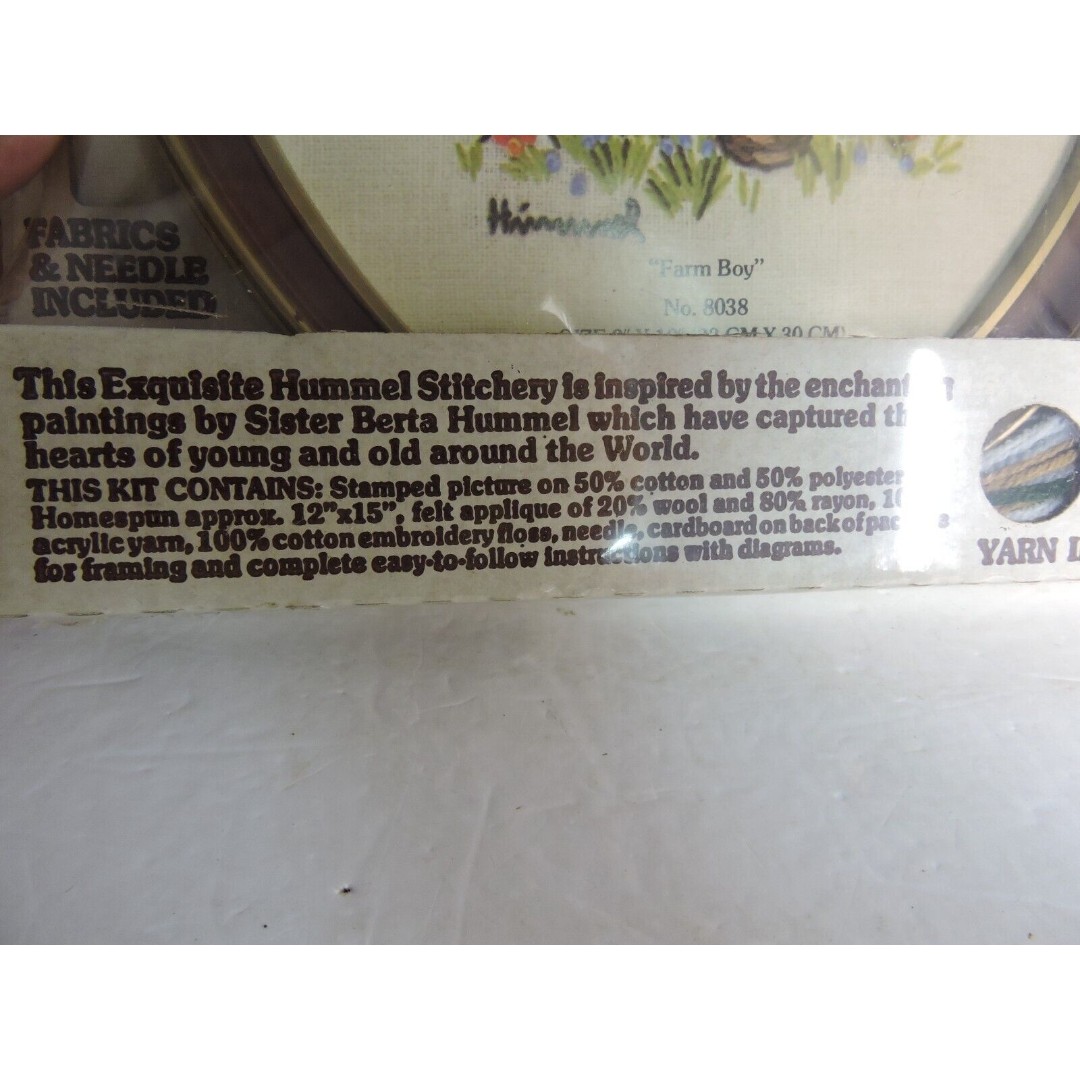 FABRICS
& NEEDLE
INCLUDED
Hummel
"Farm Boy"
No. 8038
This Exquisite Hummel Stitchery is inspired by the
paintings by Sister Berta Hummel which have captured
hearts of young and old around the World.
THIS KIT CONTAINS: Stamped picture on 50% cotton and 50% polyester
Homespun approx. 12"x15", felt applique of 20% wool and 80% rayon,
acrylic yarn, 100% cotton embroidery floss, needle, cardboard on back of
for framing and complete easy-to-follow instructions with diagrams.
YARN